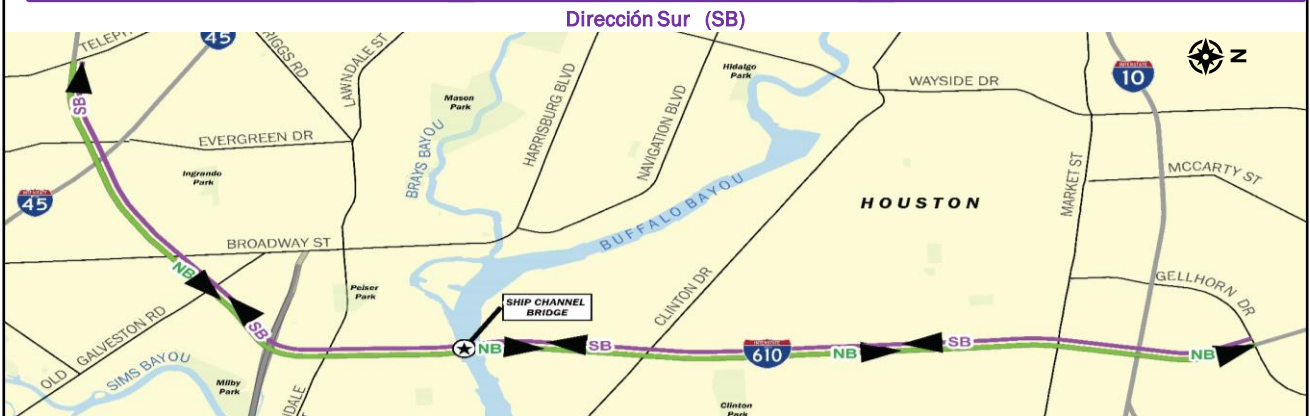 Dirección Sur (SB)
45
LAWNDALE ST
10
N
Hidalgo
Park
WAYSIDE DR
Mason
Park
HARRISBURG BLVD
NAVIGATION BLVD
SB
EVERGREEN DR
BRAYS BAYOU
MARKET ST
MCCARTY ST
Ingrando
Park
45
BUFFALO BAYOU
HOUSTON
BROADWAY ST
NB
Peiser
Park
CLINTON DR
GELLHORN DR
SHIP CHANNEL
BRIDGE
OLD GALVESTON RD
SB
NB
SB
INTERSTATE
610
NB
SB
NB
SIMS BAYOU
Milby
Park
Clinton
Park